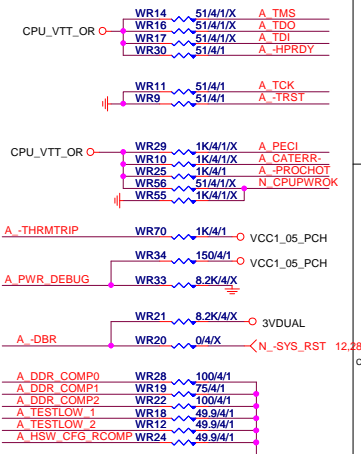 WR14 51/4/1/X A_TMS
CPU_VTT_OR WR16 51/4/1/X A_TDO
WR17 51/4/1/X A_TDI
WR30 51/4/1 A_-HPRDY
WR11 51/4/1 A_TCK
WR9 51/4/1 A_-TRST
WR29 1K/4/1/X A_PECI
CPU_VTT_OR WR10 1K/4/1/X A_CATERR-
WR25 1K/4/1 A_-PROCHOT
WR56 51/4/1/X N_CPUPWROK
WR55 1K/4/1/X
A_-THRMTRIP WR70 1K/4/1 VCC1_05_PCH
WR34 150/4/1 VCC1_05_PCH
A_PWR_DEBUG WR33 8.2K/4/X
WR21 8.2K/4/X 3VDUAL
A_-DBR WR20 0/4/X N_-SYS_RST 12,28
A_DDR_COMP0 WR28 100/4/1
A_DDR_COMP1 WR19 75/4/1
A_DDR_COMP2 WR22 100/4/1
A_TESTLOW_1 WR18 49.9/4/1
A_TESTLOW_2 WR12 49.9/4/1
A_HSW_CFG_RCOMP WR24 49.9/4/1